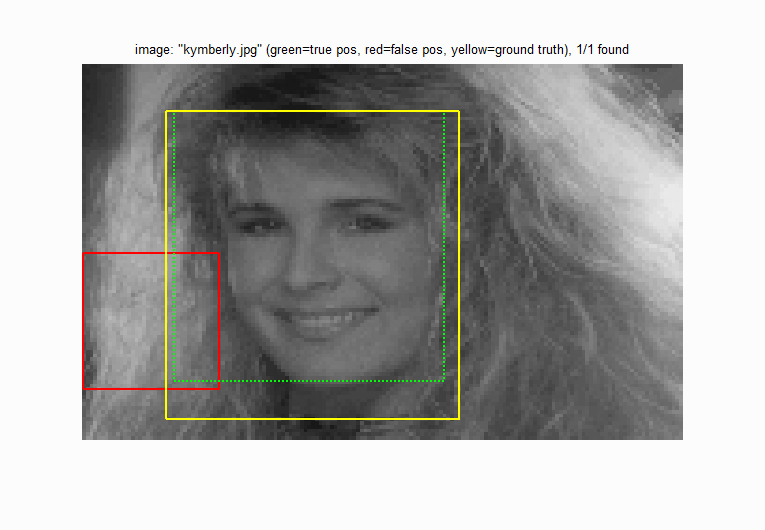 image: "kymberly.jpg" (green=true pos, red=false pos, yellow=ground truth), 1/1 found